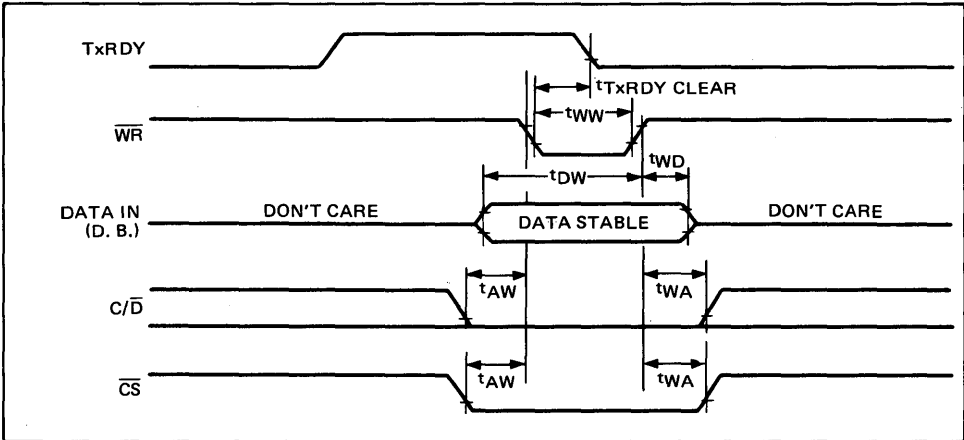 TxRDY
tTxRDY CLEAR
tWW
WR
tWD
tDW
DATA IN
(D. B.)
DON'T CARE
DATA STABLE
DON'T CARE
tAW
tWA
C/D
tAW
tWA
CS